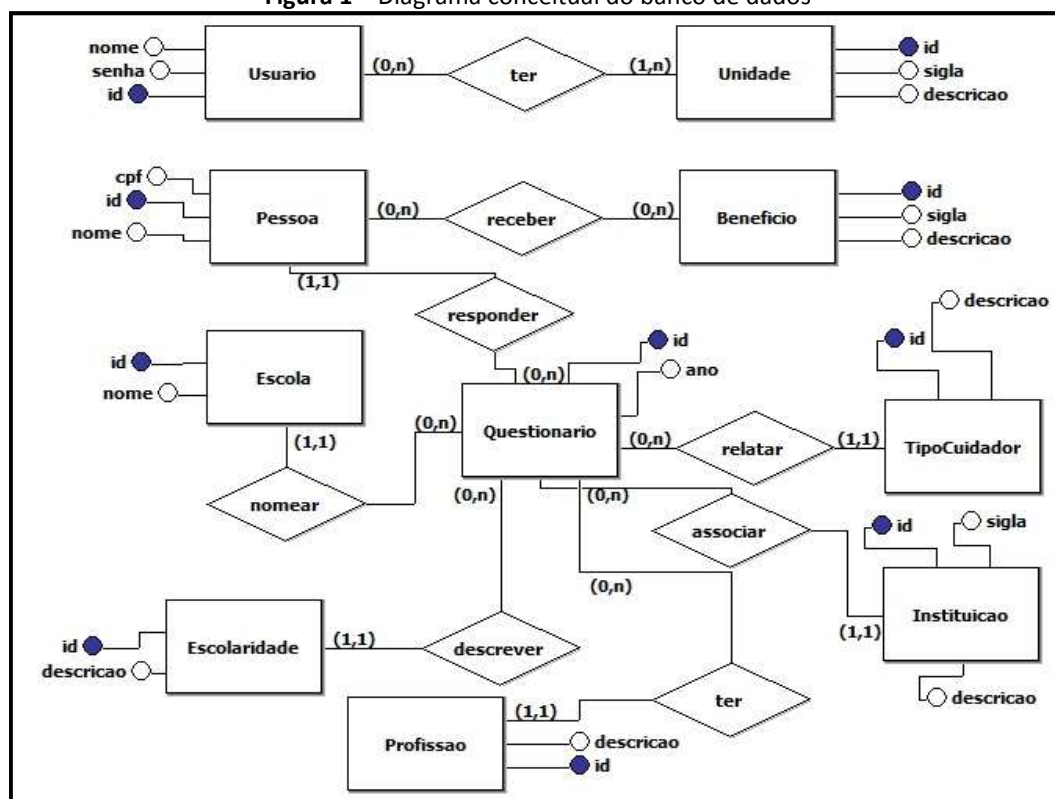 Figura 1 – Diagrama conceitual do banco de dados
nome
senha
id
Usuario
(0,n)
ter
(1,n)
Unidade
id
sigla
descricao
cpf
id
nome
Pessoa
(0,n)
receber
(0,n)
Beneficio
id
sigla
descricao
(1,1)
responder
(0,n)
id
ano
descricao
id
id
nome
Escola
(1,1)
nomear
(0,n)
Questionario
(0,n)
relatar
(1,1)
TipoCuidador
(0,n)
(0,n)
associar
id
sigla
(0,n)
Instituicao
(1,1)
descricao
id
descricao
Escolaridade
(1,1)
descrever
ter
Profissao
(1,1)
descricao
id